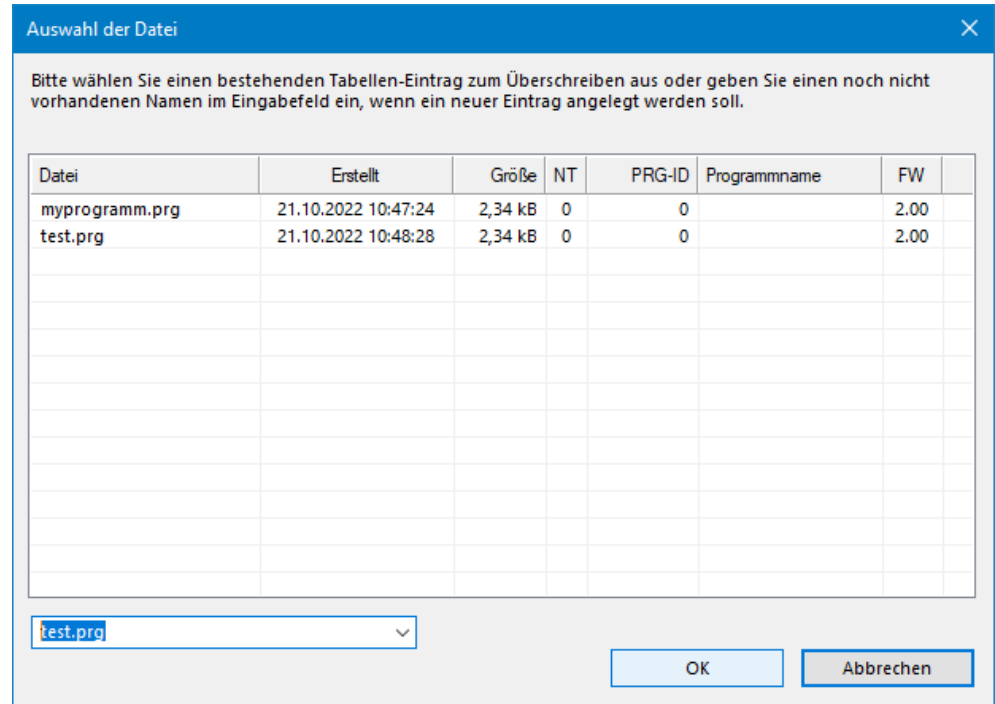 Auswahl der Datei
Bitte wählen Sie einen bestehenden Tabellen-Eintrag zum Überschreiben aus oder geben Sie einen noch nicht
vorhandenen Namen im Eingabefeld ein, wenn ein neuer Eintrag angelegt werden soll.
Datei Erstellt Größe NT PRG-ID Programmname FW
myprogramm.prg 21.10.2022 10:47:24 2,34 kB 0 0 2.00
test.prg 21.10.2022 10:48:28 2,34 kB 0 0 2.00
test.prg
OK Abbrechen